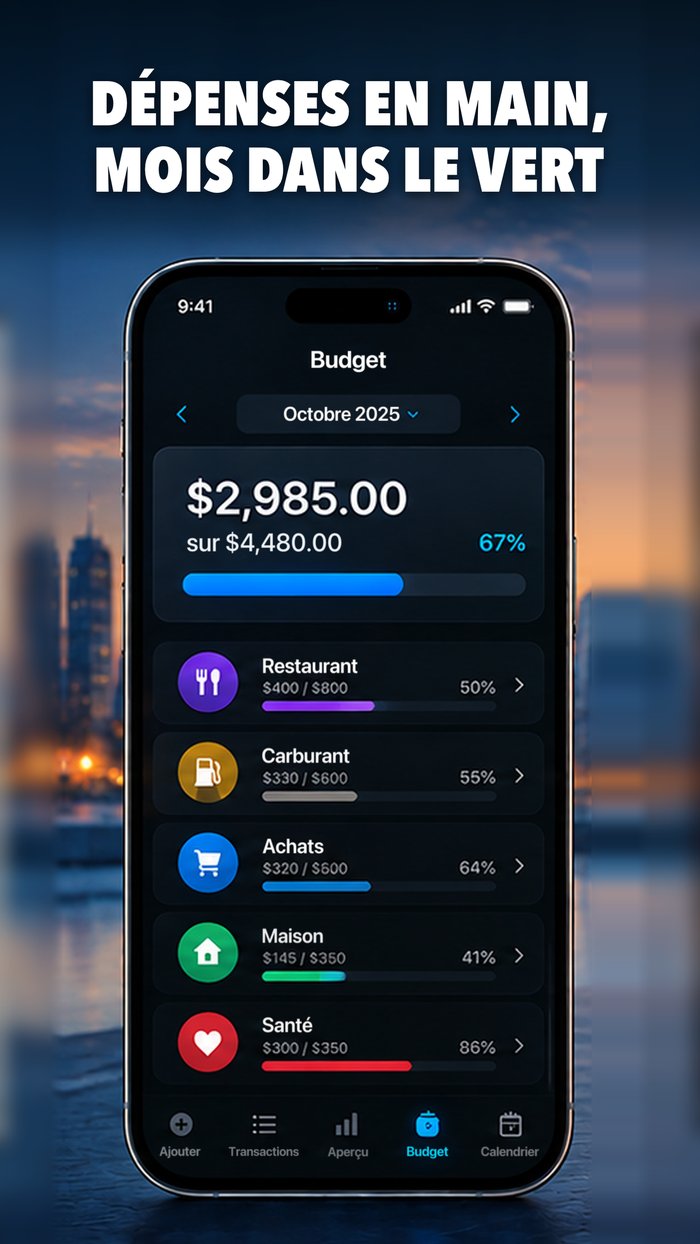 DÉPENSES EN MAIN,
MOIS DANS LE VERT
9:41
Budget
Octobre 2025
$2,985.00
sur $4,480.00
67%
Restaurant
$400 / $800
50%
Carburant
$330 / $600
55%
Achats
$320 / $500
64%
Maison
$145 / $350
41%
Santé
$300 / $350
86%
Ajouter
Transactions
Aperçu
Budget
Calendrier